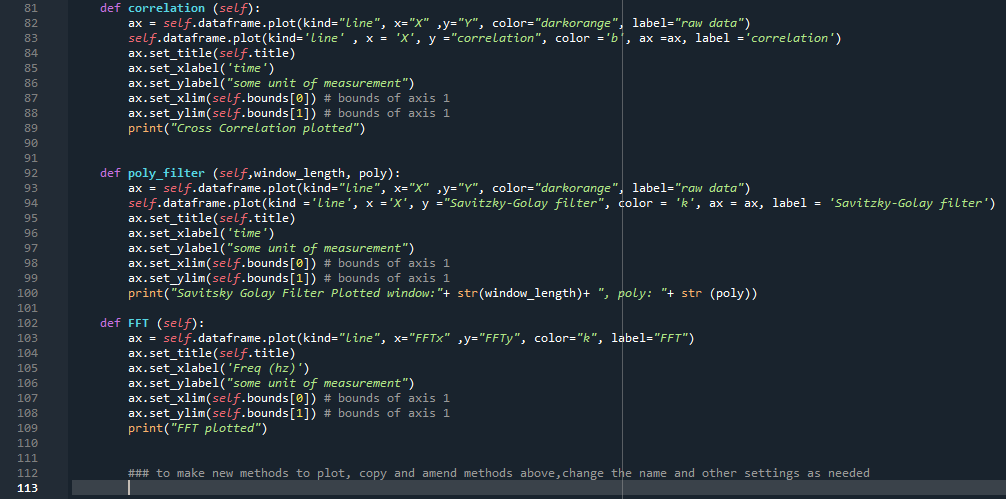 81 def correlation (self):
82 ax = self.dataframe.plot(kind="line", x="X" ,y="Y", color="darkorange", label="raw data")
83 self.dataframe.plot(kind='line' , x = 'X', y ="correlation", color ='b', ax =ax, label ='correlation')
84 ax.set_title(self.title)
85 ax.set_xlabel('time')
86 ax.set_ylabel("some unit of measurement")
87 ax.set_xlim(self.bounds[0]) # bounds of axis 1
88 ax.set_ylim(self.bounds[1]) # bounds of axis 1
89 print("Cross Correlation plotted")
90
91
92 def poly_filter (self,window_length, poly):
93 ax = self.dataframe.plot(kind="line", x="X" ,y="Y", color="darkorange", label="raw data")
94 self.dataframe.plot(kind ='line', x ='X', y ="Savitzky-Golay filter", color = 'k', ax = ax, label = 'Savitzky-Golay filter')
95 ax.set_title(self.title)
96 ax.set_xlabel('time')
97 ax.set_ylabel("some unit of measurement")
98 ax.set_xlim(self.bounds[0]) # bounds of axis 1
99 ax.set_ylim(self.bounds[1]) # bounds of axis 1
100 print("Savitsky Golay Filter Plotted window:"+ str(window_length)+ ", poly: "+ str (poly))
101
102 def FFT (self):
103 ax = self.dataframe.plot(kind="line", x="FFTx" ,y="FFTy", color="k", label="FFT")
104 ax.set_title(self.title)
105 ax.set_xlabel('Freq (hz)')
106 ax.set_ylabel("some unit of measurement")
107 ax.set_xlim(self.bounds[0]) # bounds of axis 1
108 ax.set_ylim(self.bounds[1]) # bounds of axis 1
109 print("FFT plotted")
110
111
112 ### to make new methods to plot, copy and amend methods above,change the name and other settings as needed
113